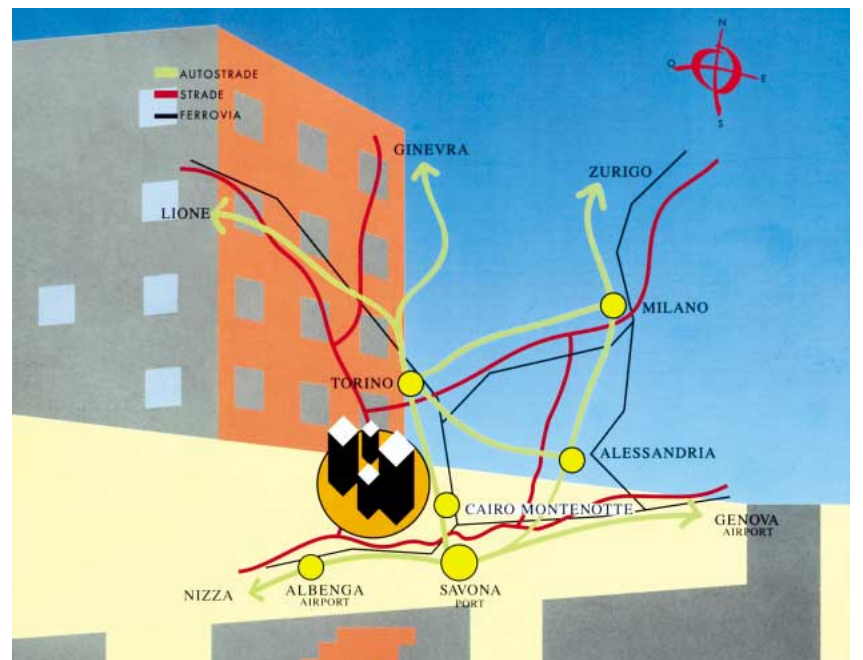 N
O
E
S
AUTOSTRADE
STRADE
FERROVIA
GINEVRA
ZURIGO
LIONE
MILANO
TORINO
ALESSANDRIA
CAIRO MONTENOTTE
GENOVA
AIRPORT
NIZZA
ALBENGA
AIRPORT
SAVONA
PORT